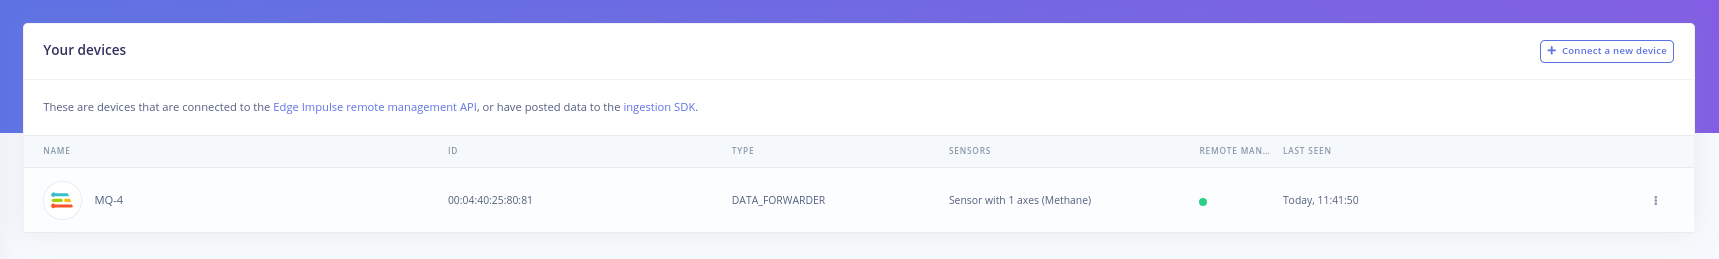 Your devices
+ Connect a new device
These are devices that are connected to the Edge Impulse remote management API, or have posted data to the ingestion SDK.
NAME ID TYPE SENSORS REMOTE MAN... LAST SEEN
MQ-4 00:04:40:25:80:81 DATA_FORWARDER Sensor with 1 axes (Methane) Today, 11:41:50